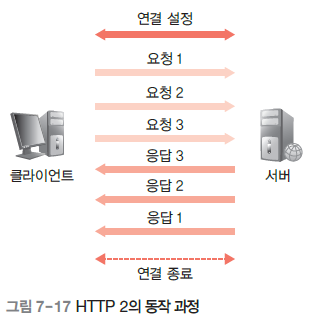 연결 설정
요청 1
요청 2
요청 3
클라이언트
서버
응답 3
응답 2
응답 1
연결 종료
그림 7-17 HTTP 2의 동작 과정